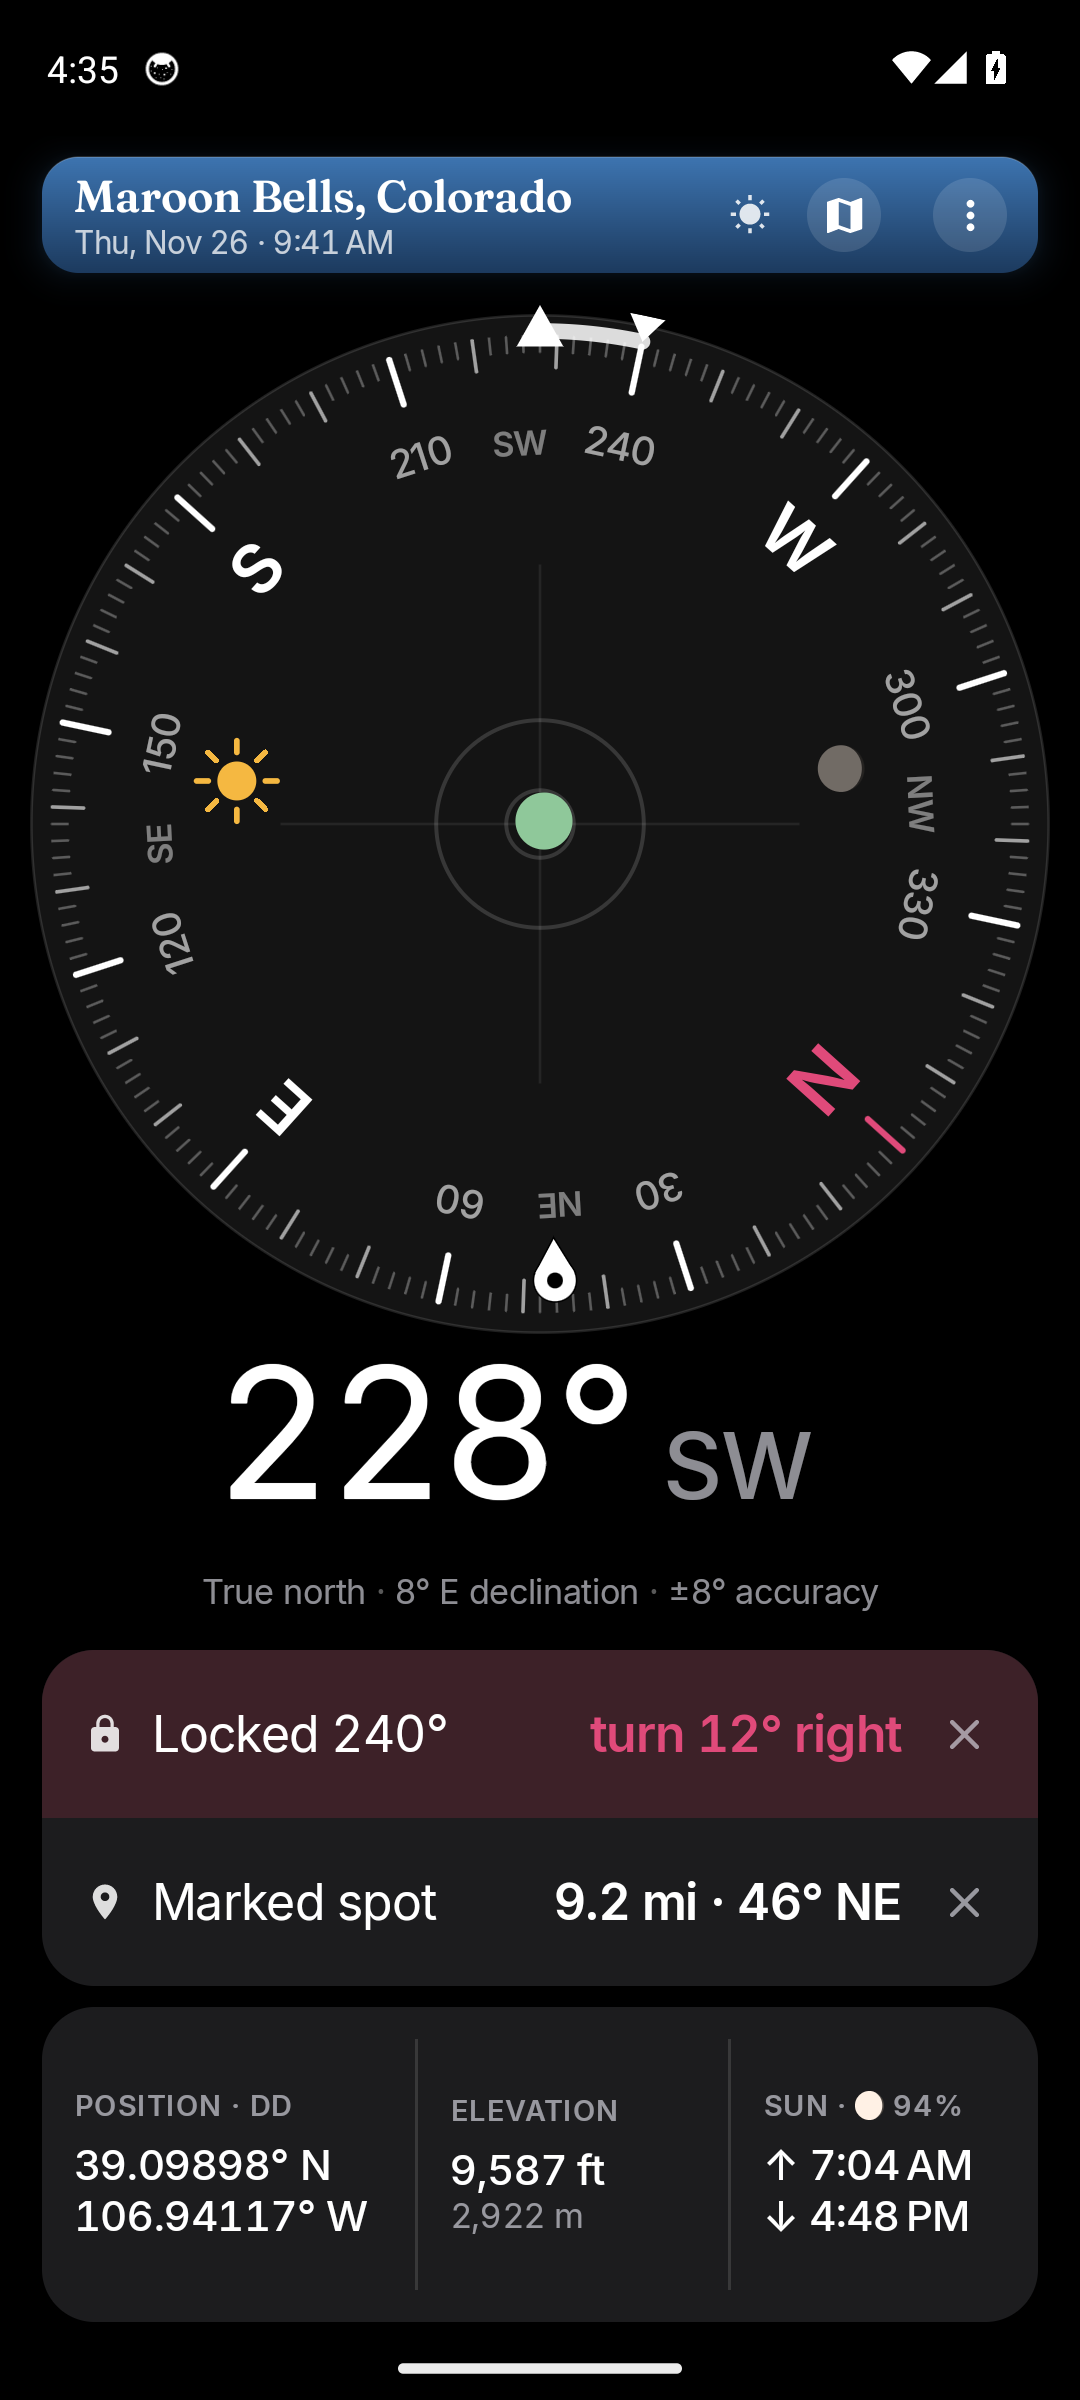 4:35
Maroon Bells, Colorado
Thu, Nov 26 · 9:41 AM
210
SW
240
S
W
150
300
SE
NW
120
330
E
N
60
NE
30
228° SW
True north · 8° E declination · ±8° accuracy
Locked 240°
turn 12° right
Marked spot
9.2 mi · 46° NE
POSITION · DD
39.09898° N
106.94117° W
ELEVATION
9,587 ft
2,922 m
SUN · 94%
↑ 7:04 AM
↓ 4:48 PM